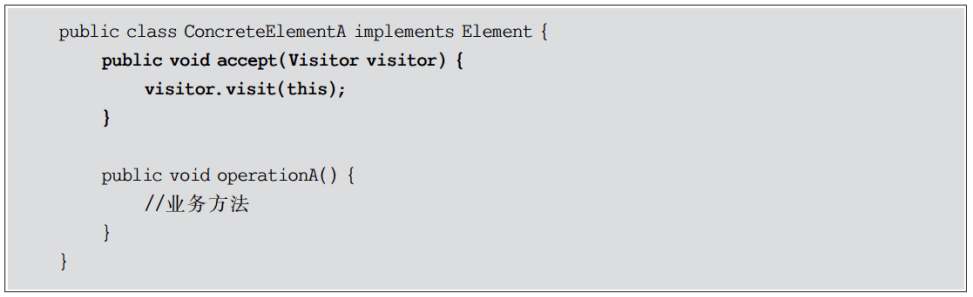 public class ConcreteElementA implements Element {
    public void accept(Visitor visitor) {
        visitor.visit(this);
    }

    public void operationA() {
        //业务方法
    }
}